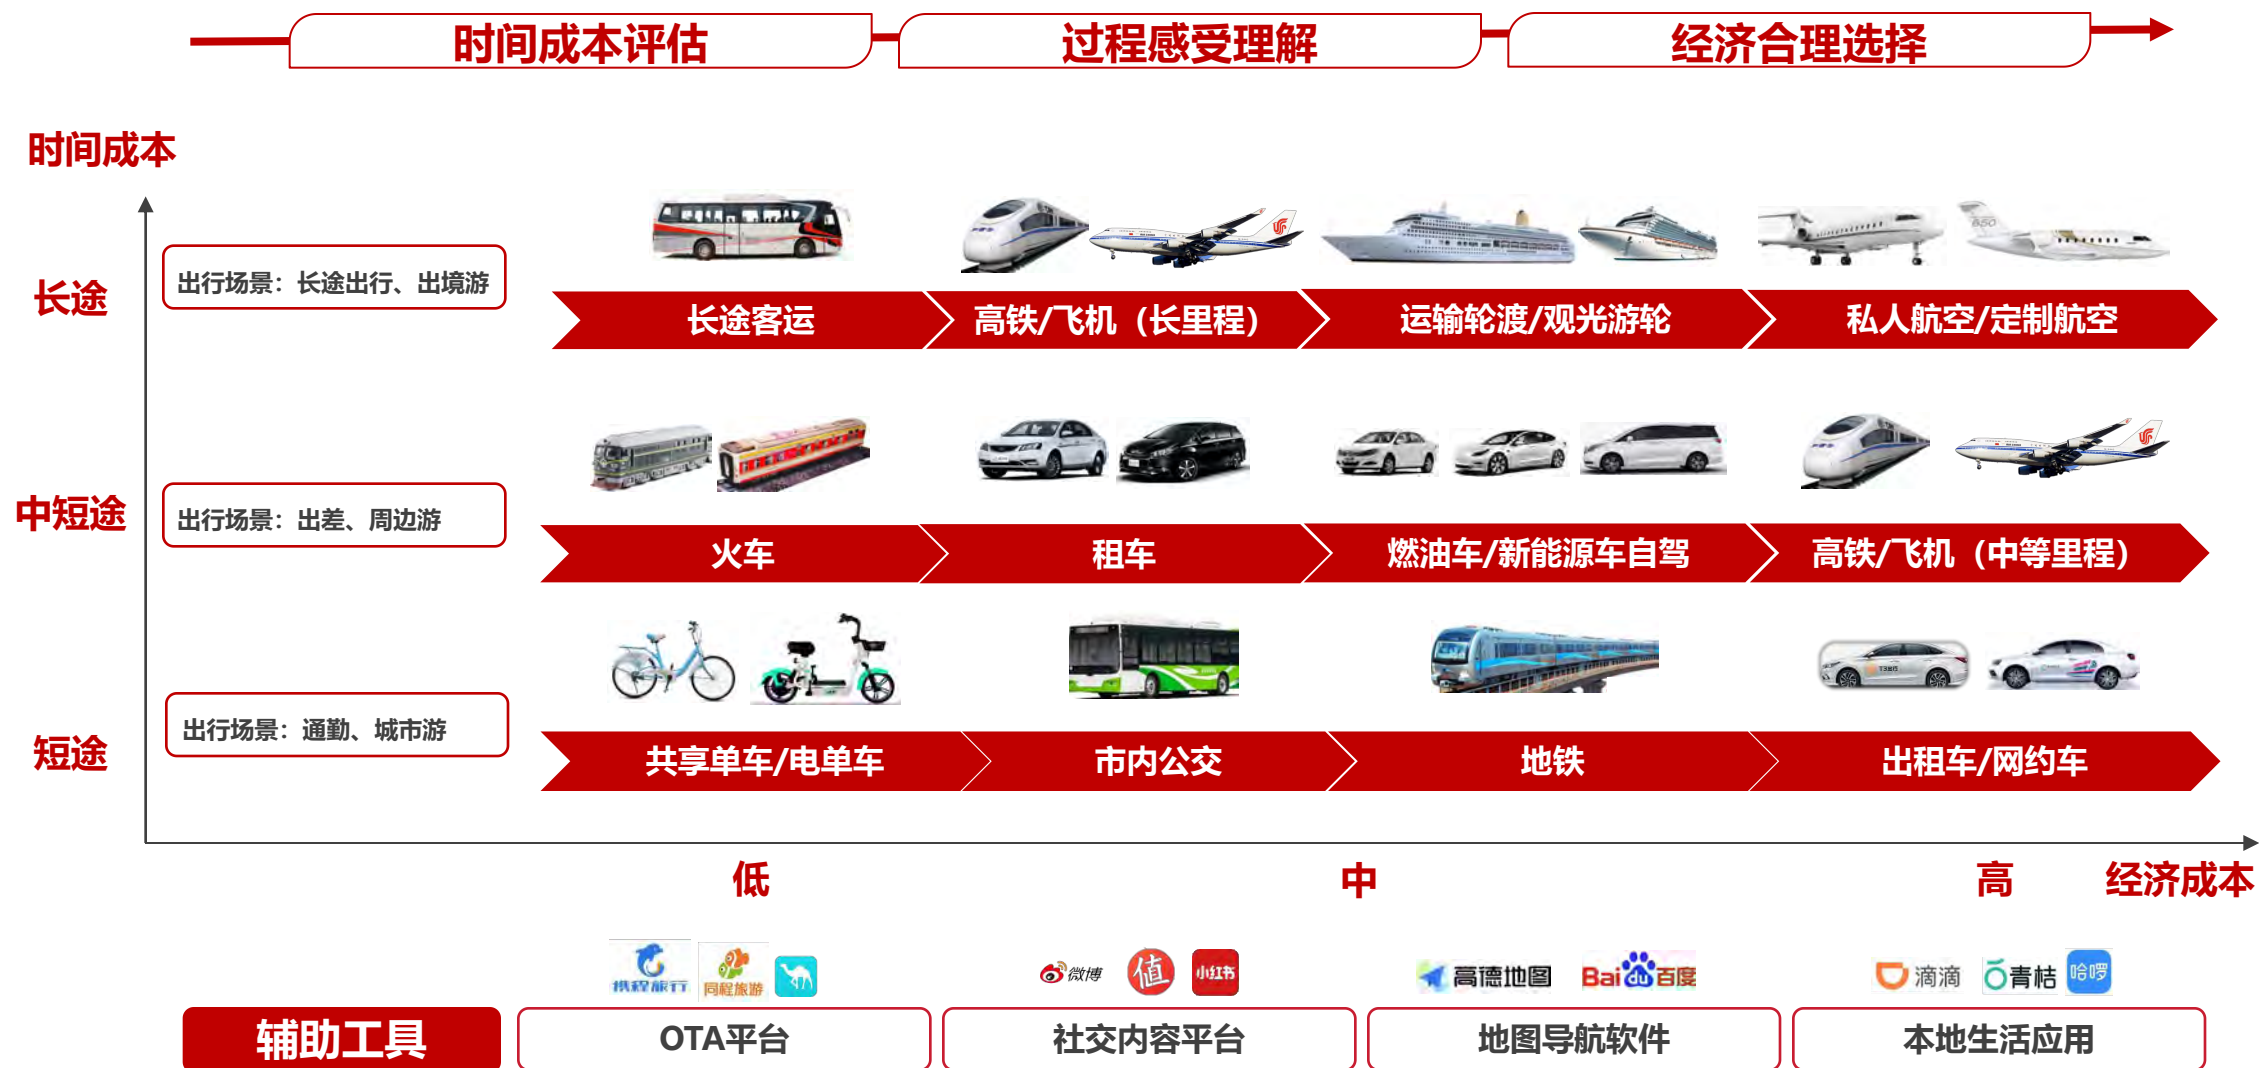 时间成本评估
过程感受理解
经济合理选择
时间成本
长途
出行场景：长途出行、出境游
长途客运
高铁/飞机（长里程）
运输轮渡/观光游轮
私人航空/定制航空
中短途
出行场景：出差、周边游
火车
租车
燃油车/新能源车自驾
高铁/飞机（中等里程）
短途
出行场景：通勤、城市游
共享单车/电单车
市内公交
地铁
出租车/网约车
低
中
高
经济成本
携程旅行
同程旅游
微博
值
小红书
高德地图
Bai du 百度
滴滴
青桔
哈啰
辅助工具
OTA平台
社交内容平台
地图导航软件
本地生活应用